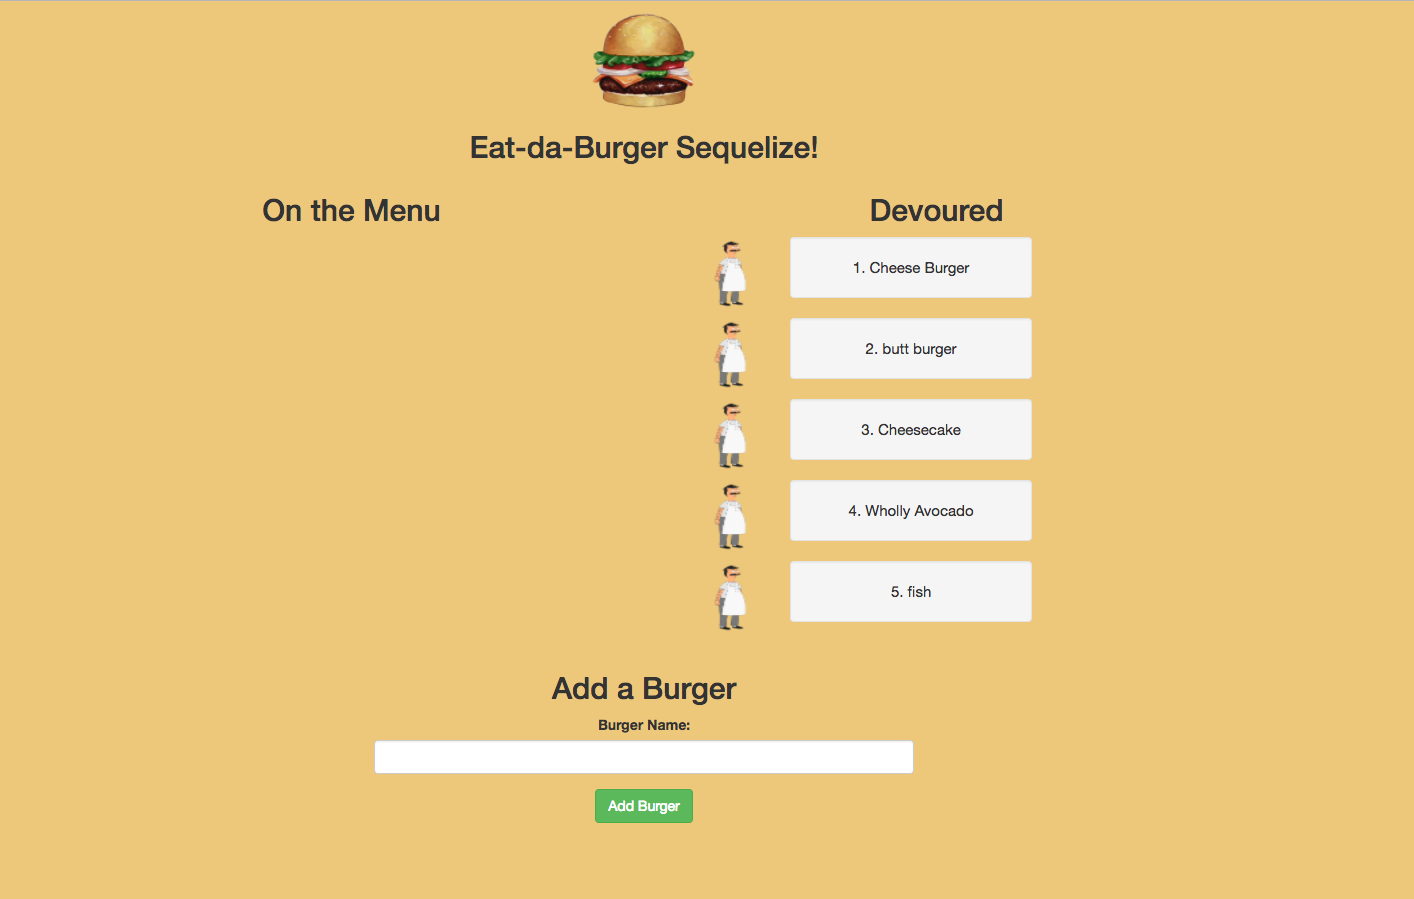 Eat-da-Burger Sequelize!
On the Menu
Devoured
1. Cheese Burger
2. butt burger
3. Cheesecake
4. Wholly Avocado
5. fish
Add a Burger
Burger Name:
Add Burger